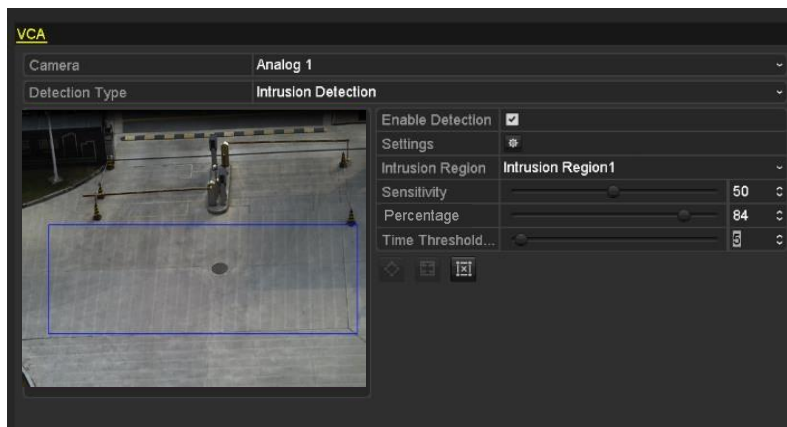 VCA
Camera Analog 1
Detection Type Intrusion Detection
Enable Detection
Settings
Intrusion Region Intrusion Region1
Sensitivity 50
Percentage 84
Time Threshold... 5